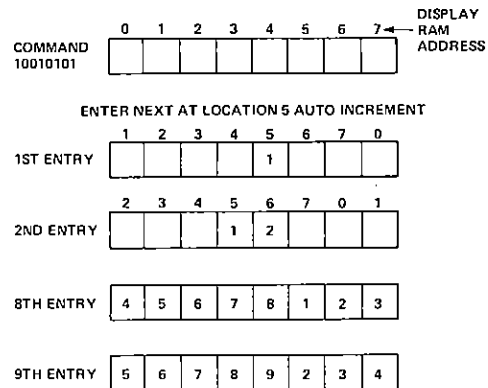 DISPLAY
0 1 2 3 4 5 6 7 RAM
ADDRESS
COMMAND
10010101
ENTER NEXT AT LOCATION 5 AUTO INCREMENT
1 2 3 4 5 6 7 0
1ST ENTRY 1
2 3 4 5 6 7 0 1
2ND ENTRY 1 2
8TH ENTRY 4 5 6 7 8 1 2 3
9TH ENTRY 5 6 7 8 9 2 3 4